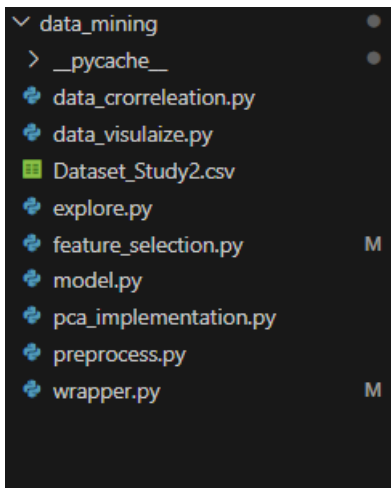 data_mining
__pycache__
data_crorreleation.py
data_visulaize.py
Dataset_Study2.csv
explore.py
feature_selection.py M
model.py
pca_implementation.py
preprocess.py
wrapper.py M